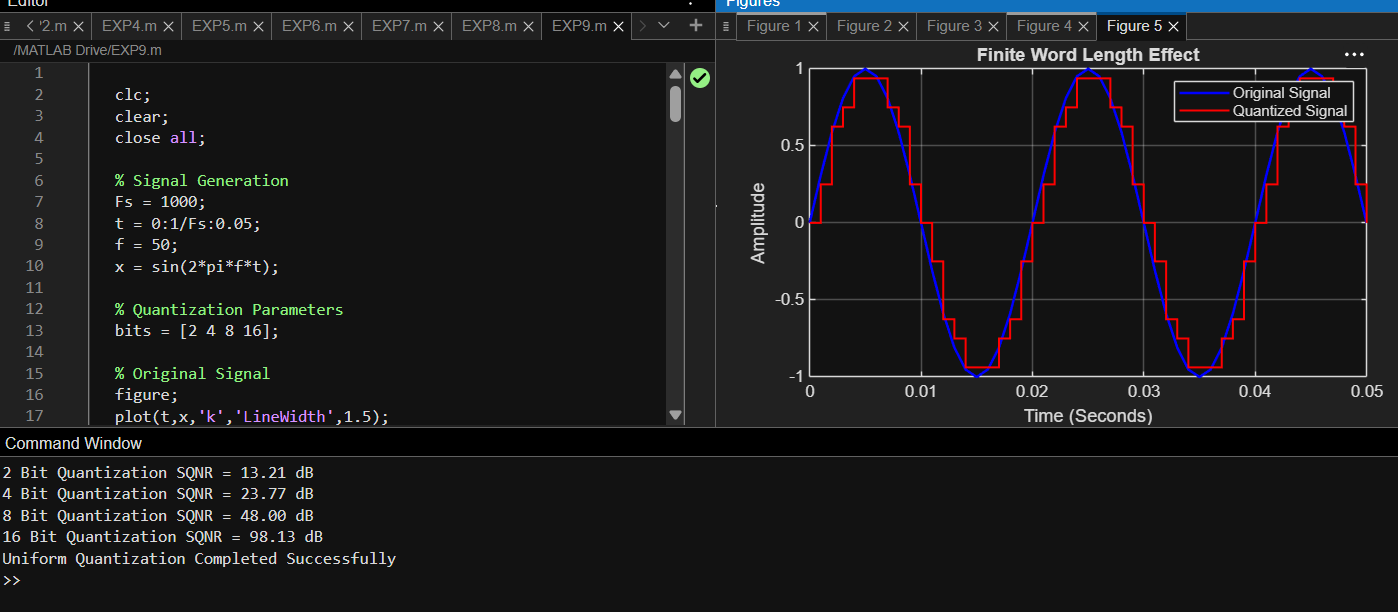 Editor
'2.m EXP4.m EXP5.m EXP6.m EXP7.m EXP8.m EXP9.m
/MATLAB Drive/EXP9.m
1
2 clc;
3 clear;
4 close all;
5
6 % Signal Generation
7 Fs = 1000;
8 t = 0:1/Fs:0.05;
9 f = 50;
10 x = sin(2*pi*f*t);
11
12 % Quantization Parameters
13 bits = [2 4 8 16];
14
15 % Original Signal
16 figure;
17 plot(t,x,'k','LineWidth',1.5);
Figures
Figure 1 Figure 2 Figure 3 Figure 4 Figure 5
Finite Word Length Effect
Original Signal
Quantized Signal
1
0.5
0
-0.5
-1
Amplitude
0 0.01 0.02 0.03 0.04 0.05
Time (Seconds)
Command Window
2 Bit Quantization SQNR = 13.21 dB
4 Bit Quantization SQNR = 23.77 dB
8 Bit Quantization SQNR = 48.00 dB
16 Bit Quantization SQNR = 98.13 dB
Uniform Quantization Completed Successfully
>>